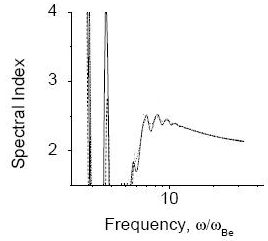 4
3
2
Spectral Index
10
Frequency, ω/ω_Be